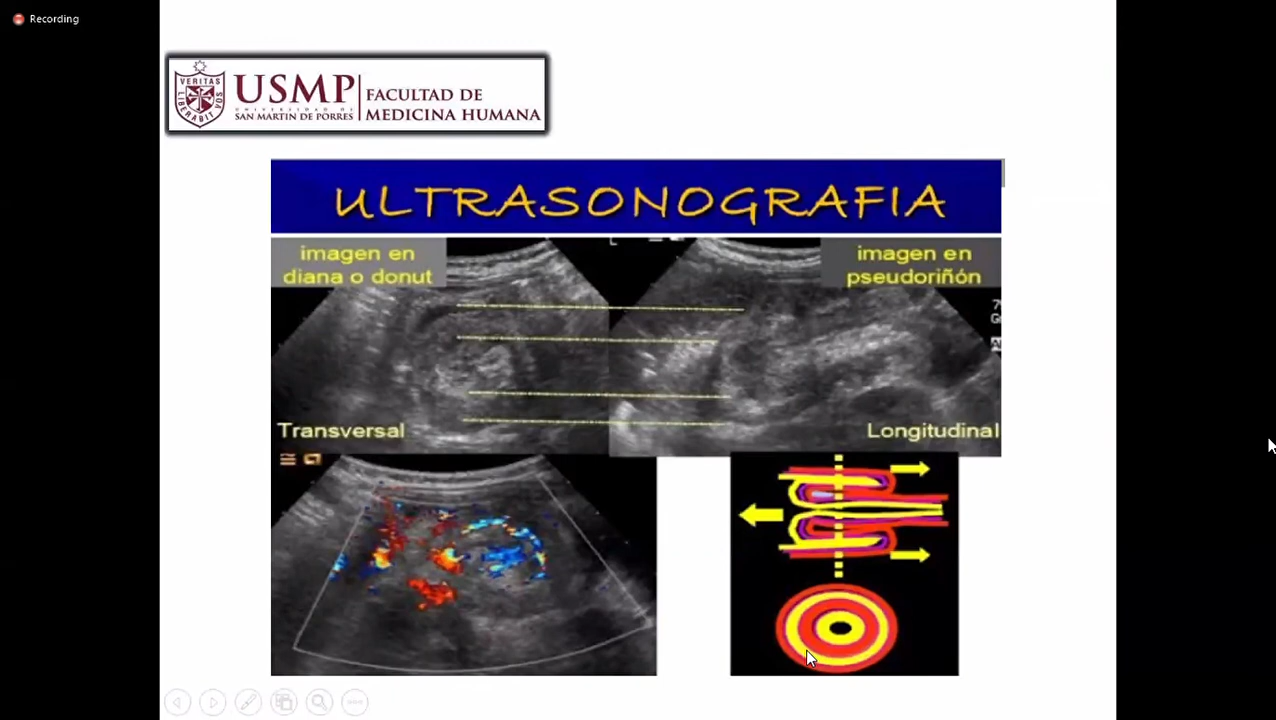 Recording
USMP
UNIVERSIDAD DE
SAN MARTIN DE PORRES
FACULTAD DE
MEDICINA HUMANA
VERITAS
LIBERABIT
VOS
ULTRASONOGRAFIA
imagen en
diana o donut
imagen en
pseudoriñón
Transversal
Longitudinal